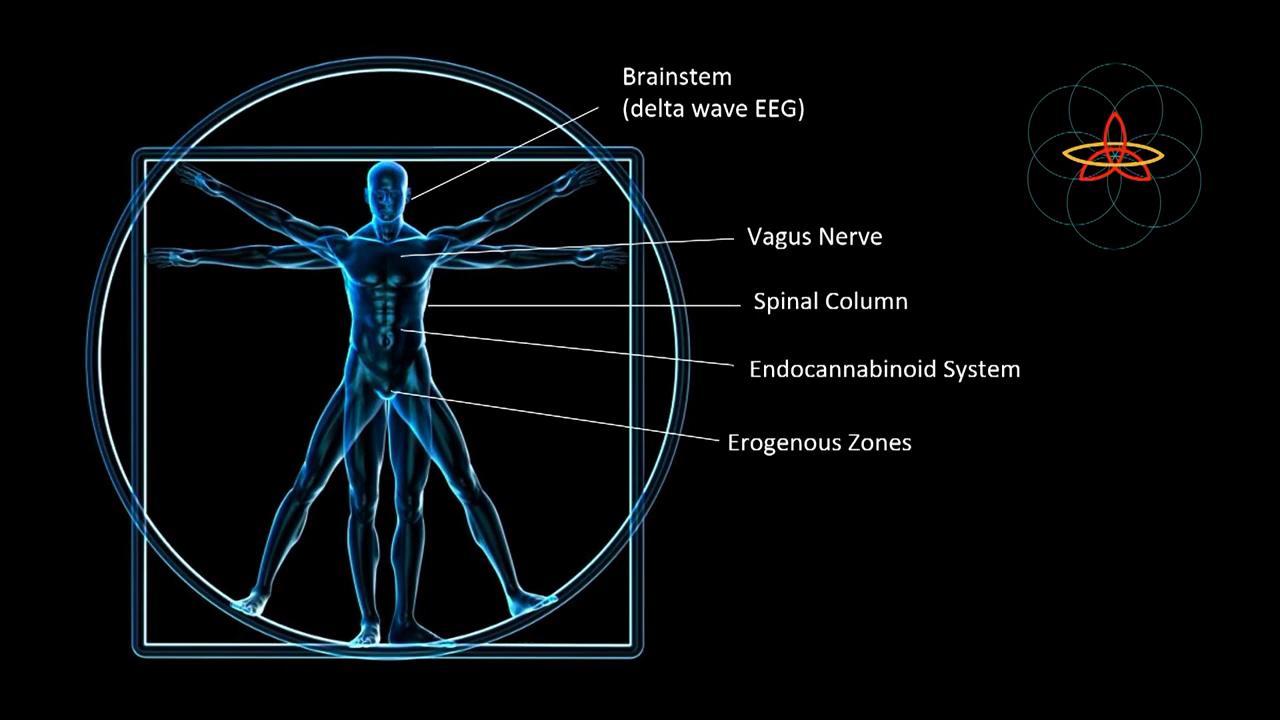 Brainstem
(delta wave EEG)
Vagus Nerve
Spinal Column
Endocannabinoid System
Erogenous Zones